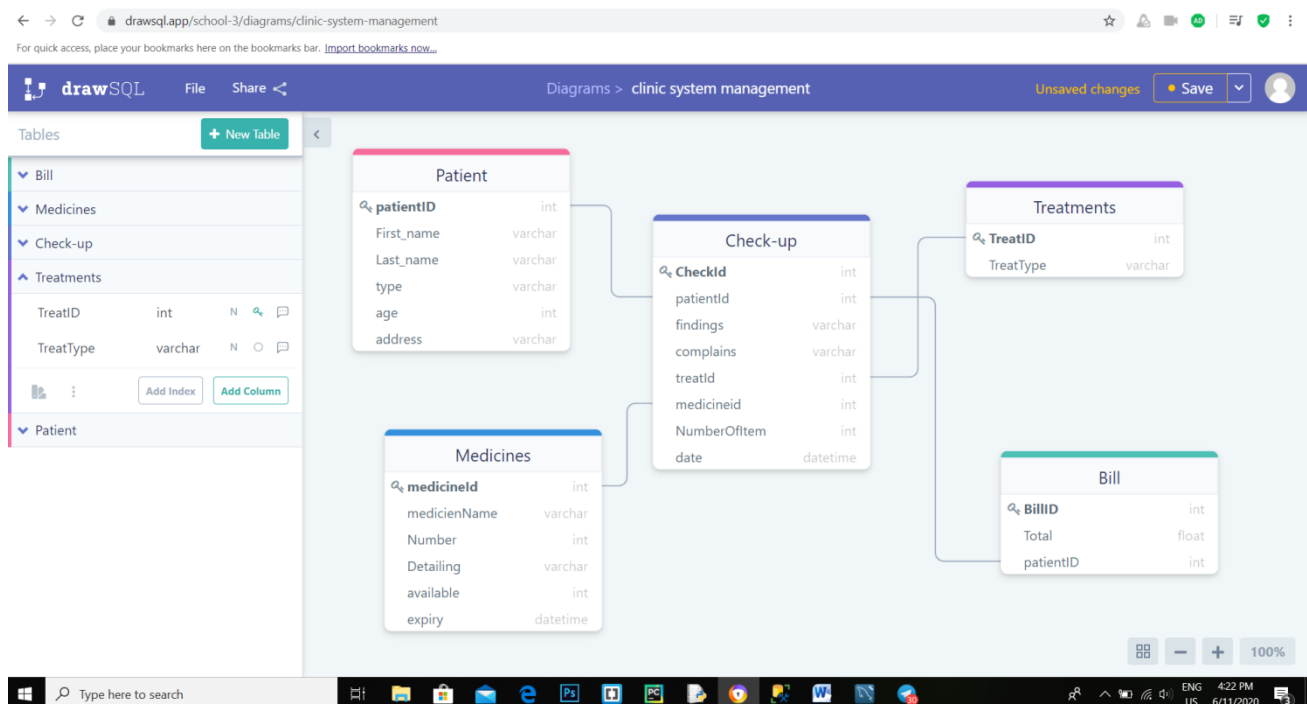 drawsql.app/school-3/diagrams/clinic-system-management
For quick access, place your bookmarks here on the bookmarks bar. Import bookmarks now...
drawSQL File Share Diagrams > clinic system management Unsaved changes Save
Tables + New Table
Bill
Medicines
Check-up
Treatments
TreatID int N
TreatType varchar N
Add Index Add Column
Patient
Patient
patientID int
First_name varchar
Last_name varchar
type varchar
age int
address varchar
Check-up
CheckId int
patientId int
findings varchar
complains varchar
treatId int
medicineid int
NumberOfItem int
date datetime
Treatments
TreatID int
TreatType varchar
Medicines
medicineId int
medicienName varchar
Number int
Detailing varchar
available int
expiry datetime
Bill
BillID int
Total float
patientID int
100%
Type here to search
Ps
PC
W
ENG 4:22 PM
US 6/11/2020